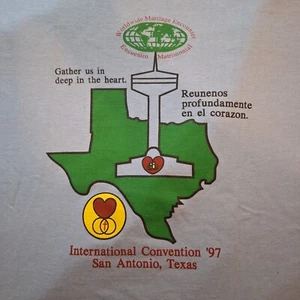 Worldwide Marriage Encounter
Encuentro Matrimonial
Gather us in
deep in the heart.
Reunenos
profundamente
en el corazon.
International Convention '97
San Antonio, Texas